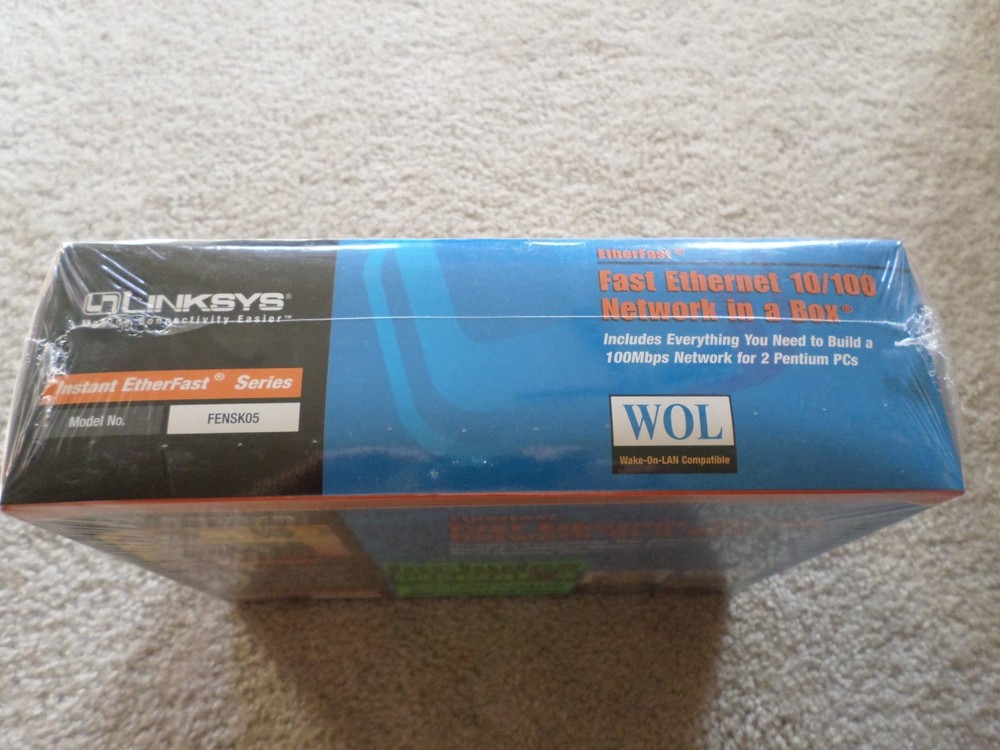 LINKSYS®
Connectivity Easier™
Instant EtherFast® Series
Model No. FENSK05
EtherFast®
Fast Ethernet 10/100
Network in a Box®
Includes Everything You Need to Build a
100Mbps Network for 2 Pentium PCs
WOL
Wake-On-LAN Compatible